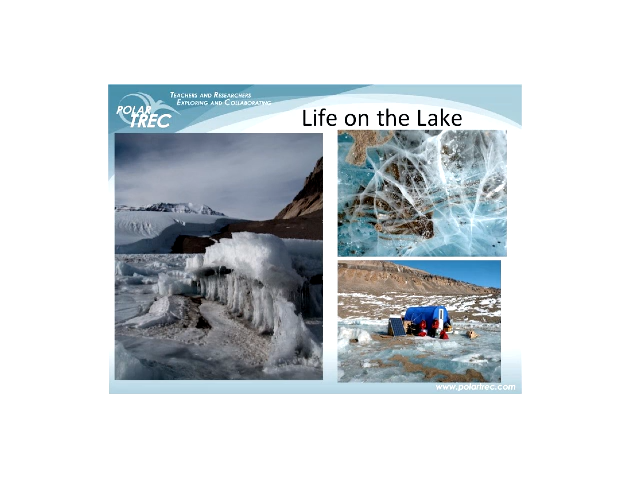 TEACHERS AND RESEARCHERS
EXPLORING AND COLLABORATING
POLAR
TREC
Life on the Lake
www.polartrec.com